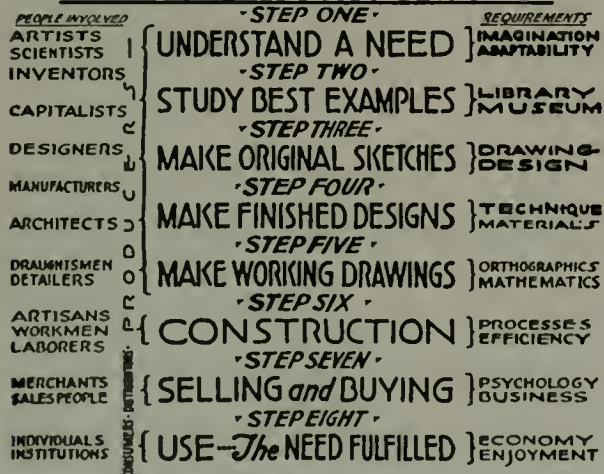 PEOPLE INVOLVED
ARTISTS
SCIENTISTS
INVENTORS
CAPITALISTS
DESIGNERS
MANUFACTURERS
ARCHITECTS
DRAUGHTSMEN
DETAILERS
ARTISANS
WORKMEN
LABORERS
MERCHANTS
SALESPEOPLE
INDIVIDUALS
INSTITUTIONS
CONSUMERS - DISTRIBUTORS - PRODUCERS
-STEP ONE-
UNDERSTAND A NEED
-STEP TWO-
STUDY BEST EXAMPLES
-STEP THREE-
MAKE ORIGINAL SKETCHES
-STEP FOUR-
MAKE FINISHED DESIGNS
-STEP FIVE-
MAKE WORKING DRAWINGS
-STEP SIX-
CONSTRUCTION
-STEP SEVEN-
SELLING and BUYING
-STEP EIGHT-
USE-The NEED FULFILLED
REQUIREMENTS
IMAGINATION
ADAPTABILITY
LIBRARY
MUSEUM
DRAWING-
DESIGN
TECHNIQUE
MATERIALS
ORTHOGRAPHICS
MATHEMATICS
PROCESSES
EFFICIENCY
PSYCHOLOGY
BUSINESS
ECONOMY
ENJOYMENT